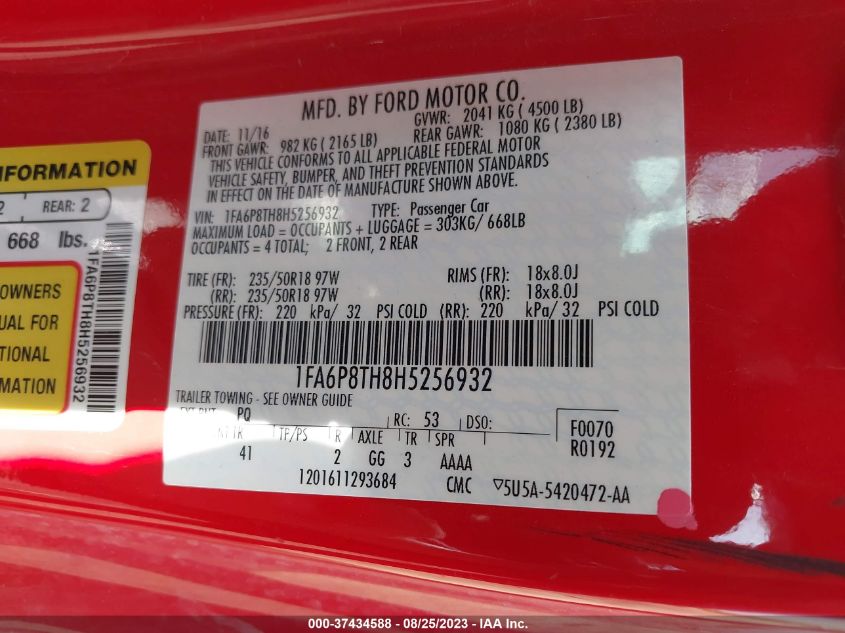 NFORMATION
2 REAR: 2
668 lbs.
OWNERS
UAL FOR
TIONAL
RMATION
1FA6P8TH8H5256932
MFD. BY FORD MOTOR CO.
DATE: 11/16 GVWR: 2041 KG ( 4500 LB)
FRONT GAWR: 982 KG ( 2165 LB) REAR GAWR: 1080 KG ( 2380 LB)
THIS VEHICLE CONFORMS TO ALL APPLICABLE FEDERAL MOTOR
VEHICLE SAFETY, BUMPER, AND THEFT PREVENTION STANDARDS
IN EFFECT ON THE DATE OF MANUFACTURE SHOWN ABOVE.
VIN: 1FA6P8TH8H5256932 TYPE: Passenger Car
MAXIMUM LOAD = OCCUPANTS + LUGGAGE = 303KG/ 668LB
OCCUPANTS = 4 TOTAL; 2 FRONT, 2 REAR
TIRE (FR): 235/50R18 97W RIMS (FR): 18x8.0J
(RR): 235/50R18 97W (RR): 18x8.0J
PRESSURE (FR): 220 kPa/ 32 PSI COLD (RR): 220 kPa/ 32 PSI COLD
1FA6P8TH8H5256932
TRAILER TOWING - SEE OWNER GUIDE
EXT PNT PQ RC: 53 DSO: F0070
TR TP/PS R AXLE TR SPR R0192
41 2 GG 3 AAAA
1201611293684 CMC ▽5U5A-5420472-AA
000-37434588 - 08/25/2023 - IAA Inc.